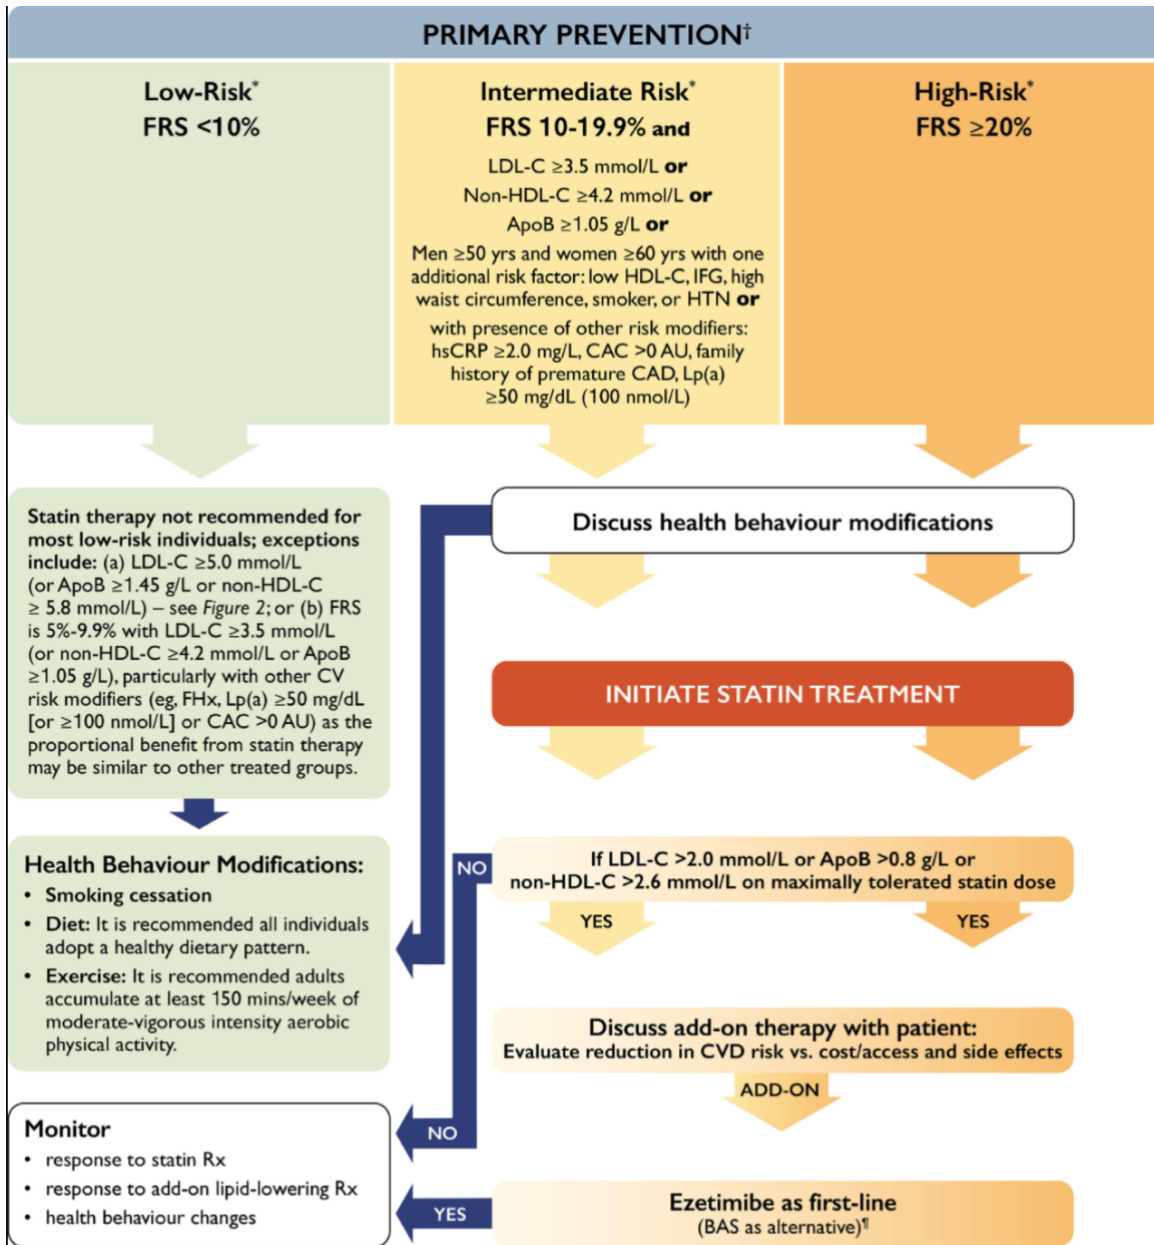 PRIMARY PREVENTION†
Low-Risk*
FRS <10%
Intermediate Risk*
FRS 10-19.9% and
LDL-C ≥3.5 mmol/L or
Non-HDL-C ≥4.2 mmol/L or
ApoB ≥1.05 g/L or
Men ≥50 yrs and women ≥60 yrs with one
additional risk factor: low HDL-C, IFG, high
waist circumference, smoker, or HTN or
with presence of other risk modifiers:
hsCRP ≥2.0 mg/L, CAC >0 AU, family
history of premature CAD, Lp(a)
≥50 mg/dL (100 nmol/L)
High-Risk*
FRS ≥20%
Statin therapy not recommended for
most low-risk individuals; exceptions
include: (a) LDL-C ≥5.0 mmol/L
(or ApoB ≥1.45 g/L or non-HDL-C
≥ 5.8 mmol/L) – see Figure 2; or (b) FRS
is 5%-9.9% with LDL-C ≥3.5 mmol/L
(or non-HDL-C ≥4.2 mmol/L or ApoB
≥1.05 g/L), particularly with other CV
risk modifiers (eg, FHx, Lp(a) ≥50 mg/dL
[or ≥100 nmol/L] or CAC >0 AU) as the
proportional benefit from statin therapy
may be similar to other treated groups.
Health Behaviour Modifications:
• Smoking cessation
• Diet: It is recommended all individuals
adopt a healthy dietary pattern.
• Exercise: It is recommended adults
accumulate at least 150 mins/week of
moderate-vigorous intensity aerobic
physical activity.
Monitor
• response to statin Rx
• response to add-on lipid-lowering Rx
• health behaviour changes
Discuss health behaviour modifications
INITIATE STATIN TREATMENT
NO
If LDL-C >2.0 mmol/L or ApoB >0.8 g/L or
non-HDL-C >2.6 mmol/L on maximally tolerated statin dose
YES
YES
Discuss add-on therapy with patient:
Evaluate reduction in CVD risk vs. cost/access and side effects
ADD-ON
NO
YES
Ezetimibe as first-line
(BAS as alternative)¶